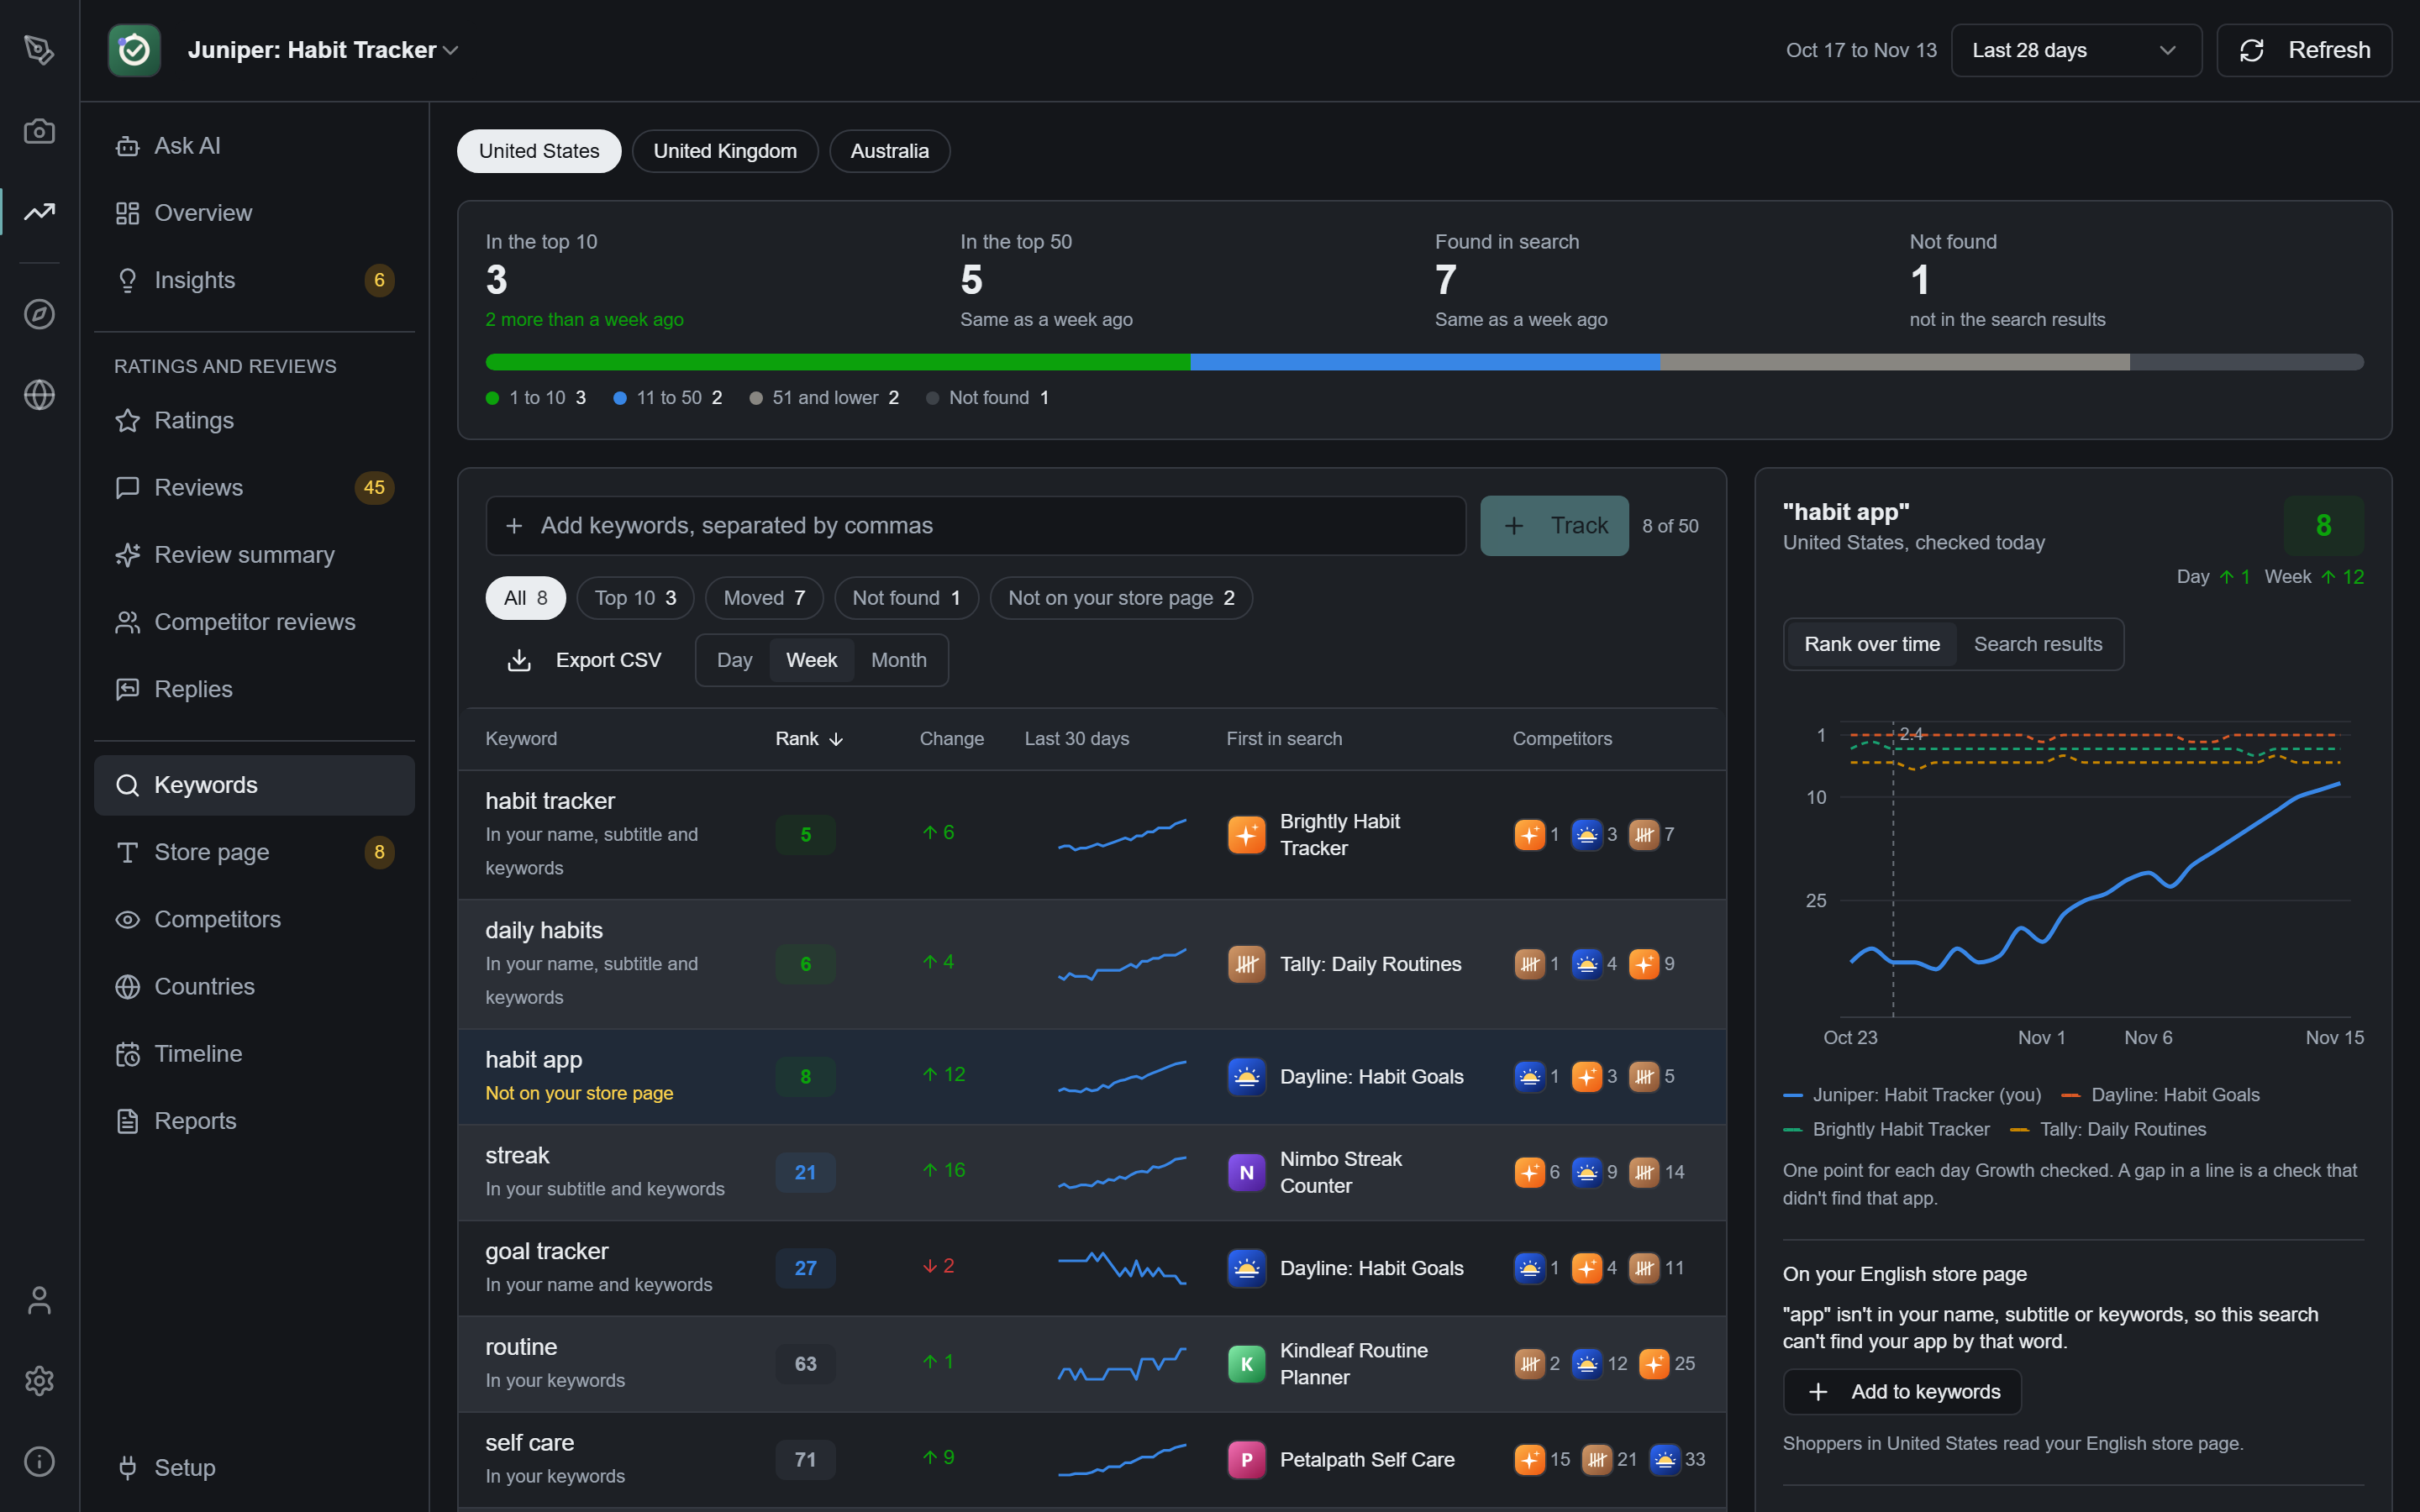 Juniper: Habit Tracker
Oct 17 to Nov 13
Last 28 days
Refresh
Ask AI
Overview
Insights 6
RATINGS AND REVIEWS
Ratings
Reviews 45
Review summary
Competitor reviews
Replies
Keywords
Store page 8
Competitors
Countries
Timeline
Reports
Setup
United States
United Kingdom
Australia
In the top 10
3
2 more than a week ago
In the top 50
5
Same as a week ago
Found in search
7
Same as a week ago
Not found
1
not in the search results
1 to 10 3
11 to 50 2
51 and lower 2
Not found 1
Add keywords, separated by commas
Track
8 of 50
All 8
Top 10 3
Moved 7
Not found 1
Not on your store page 2
Export CSV
Day
Week
Month
Keyword
Rank
Change
Last 30 days
First in search
Competitors
habit tracker
In your name, subtitle and
keywords
5
6
Brightly Habit
Tracker
1 3 7
daily habits
In your name, subtitle and
keywords
6
4
Tally: Daily Routines
1 4 9
habit app
Not on your store page
8
12
Dayline: Habit Goals
1 3 5
streak
In your subtitle and keywords
21
16
N
Nimbo Streak
Counter
6 9 14
goal tracker
In your name and keywords
27
2
Dayline: Habit Goals
1 4 11
routine
In your keywords
63
1
K
Kindleaf Routine
Planner
2 12 25
self care
In your keywords
71
9
P
Petalpath Self Care
15 21 33
"habit app"
United States, checked today
8
Day 1 Week 12
Rank over time
Search results
1
10
25
2.4
Oct 23
Nov 1
Nov 6
Nov 15
Juniper: Habit Tracker (you)
Dayline: Habit Goals
Brightly Habit Tracker
Tally: Daily Routines
One point for each day Growth checked. A gap in a line is a check that
didn't find that app.
On your English store page
"app" isn't in your name, subtitle or keywords, so this search
can't find your app by that word.
Add to keywords
Shoppers in United States read your English store page.